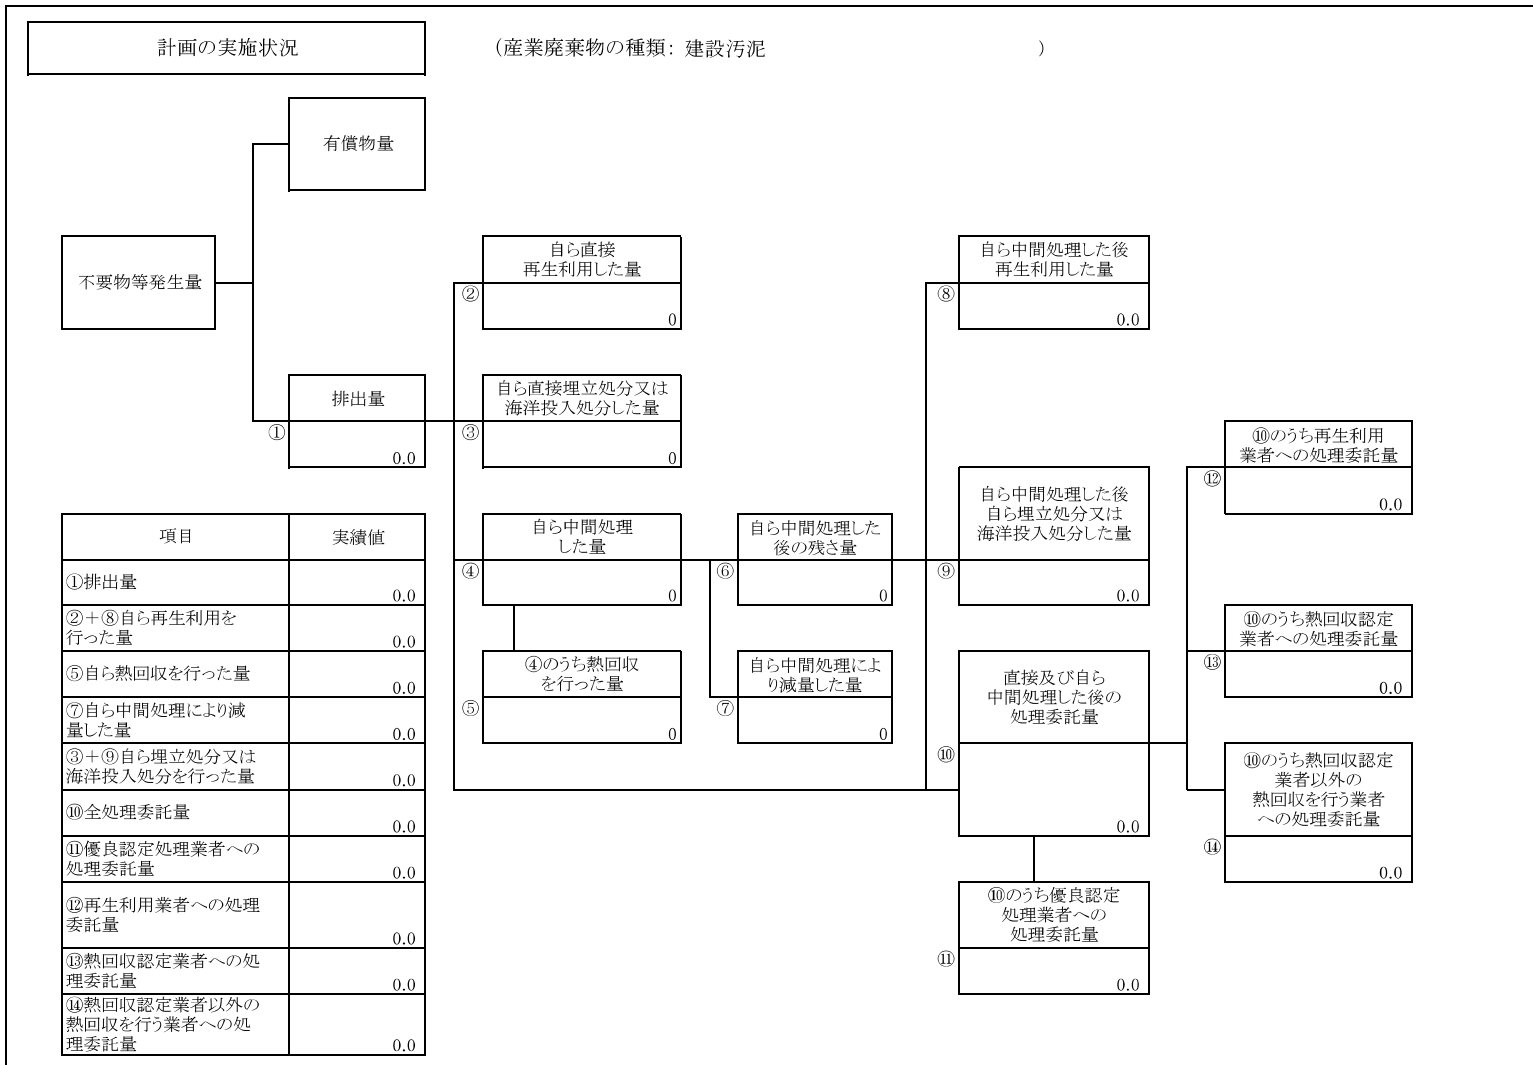 計画の実施状況
（産業廃棄物の種類： 建設汚泥 ）
有償物量
不要物等発生量
自ら直接
再生利用した量
②
0
自ら中間処理した後
再生利用した量
⑧
0.0
排出量
①
0.0
自ら直接埋立処分又は
海洋投入処分した量
③
0
⑩のうち再生利用
業者への処理委託量
⑫
0.0
自ら中間処理した後
自ら埋立処分又は
海洋投入処分した量
⑨
0.0
自ら中間処理
した量
④
0
自ら中間処理した
後の残さ量
⑥
0
⑩のうち熱回収認定
業者への処理委託量
⑬
0.0
④のうち熱回収
を行った量
⑤
0
自ら中間処理によ
り減量した量
⑦
0
直接及び自ら
中間処理した後の
処理委託量
⑩
0.0
⑩のうち熱回収認定
業者以外の
熱回収を行う業者
への処理委託量
⑭
0.0
⑩のうち優良認定
処理業者への
処理委託量
⑪
0.0
項目 実績値
①排出量
0.0
②＋⑧自ら再生利用を
行った量 0.0
⑤自ら熱回収を行った量
0.0
⑦自ら中間処理により減
量した量 0.0
③＋⑨自ら埋立処分又は
海洋投入処分を行った量 0.0
⑩全処理委託量
0.0
⑪優良認定処理業者への
処理委託量 0.0
⑫再生利用業者への処理
委託量
0.0
⑬熱回収認定業者への処
理委託量 0.0
⑭熱回収認定業者以外の
熱回収を行う業者への処
理委託量 0.0